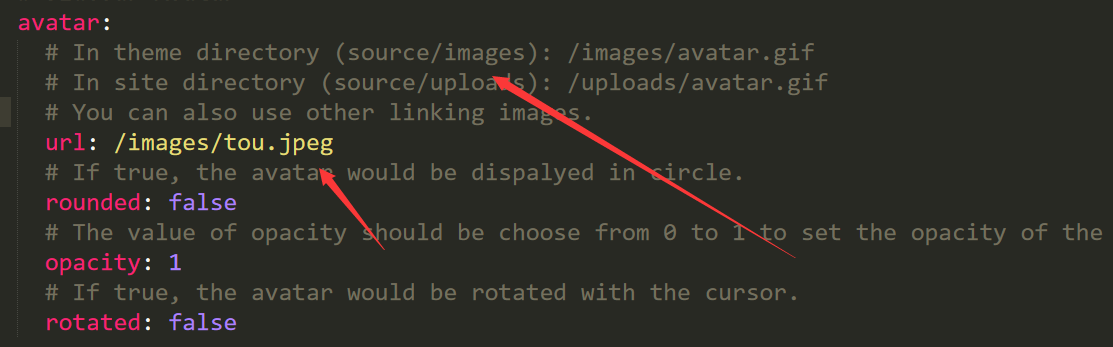 avatar:
# In theme directory (source/images): /images/avatar.gif
# In site directory (source/uploads): /uploads/avatar.gif
# You can also use other linking images.
url: /images/tou.jpeg
# If true, the avatar would be dispalyed in circle.
rounded: false
# The value of opacity should be choose from 0 to 1 to set the opacity of the
opacity: 1
# If true, the avatar would be rotated with the cursor.
rotated: false